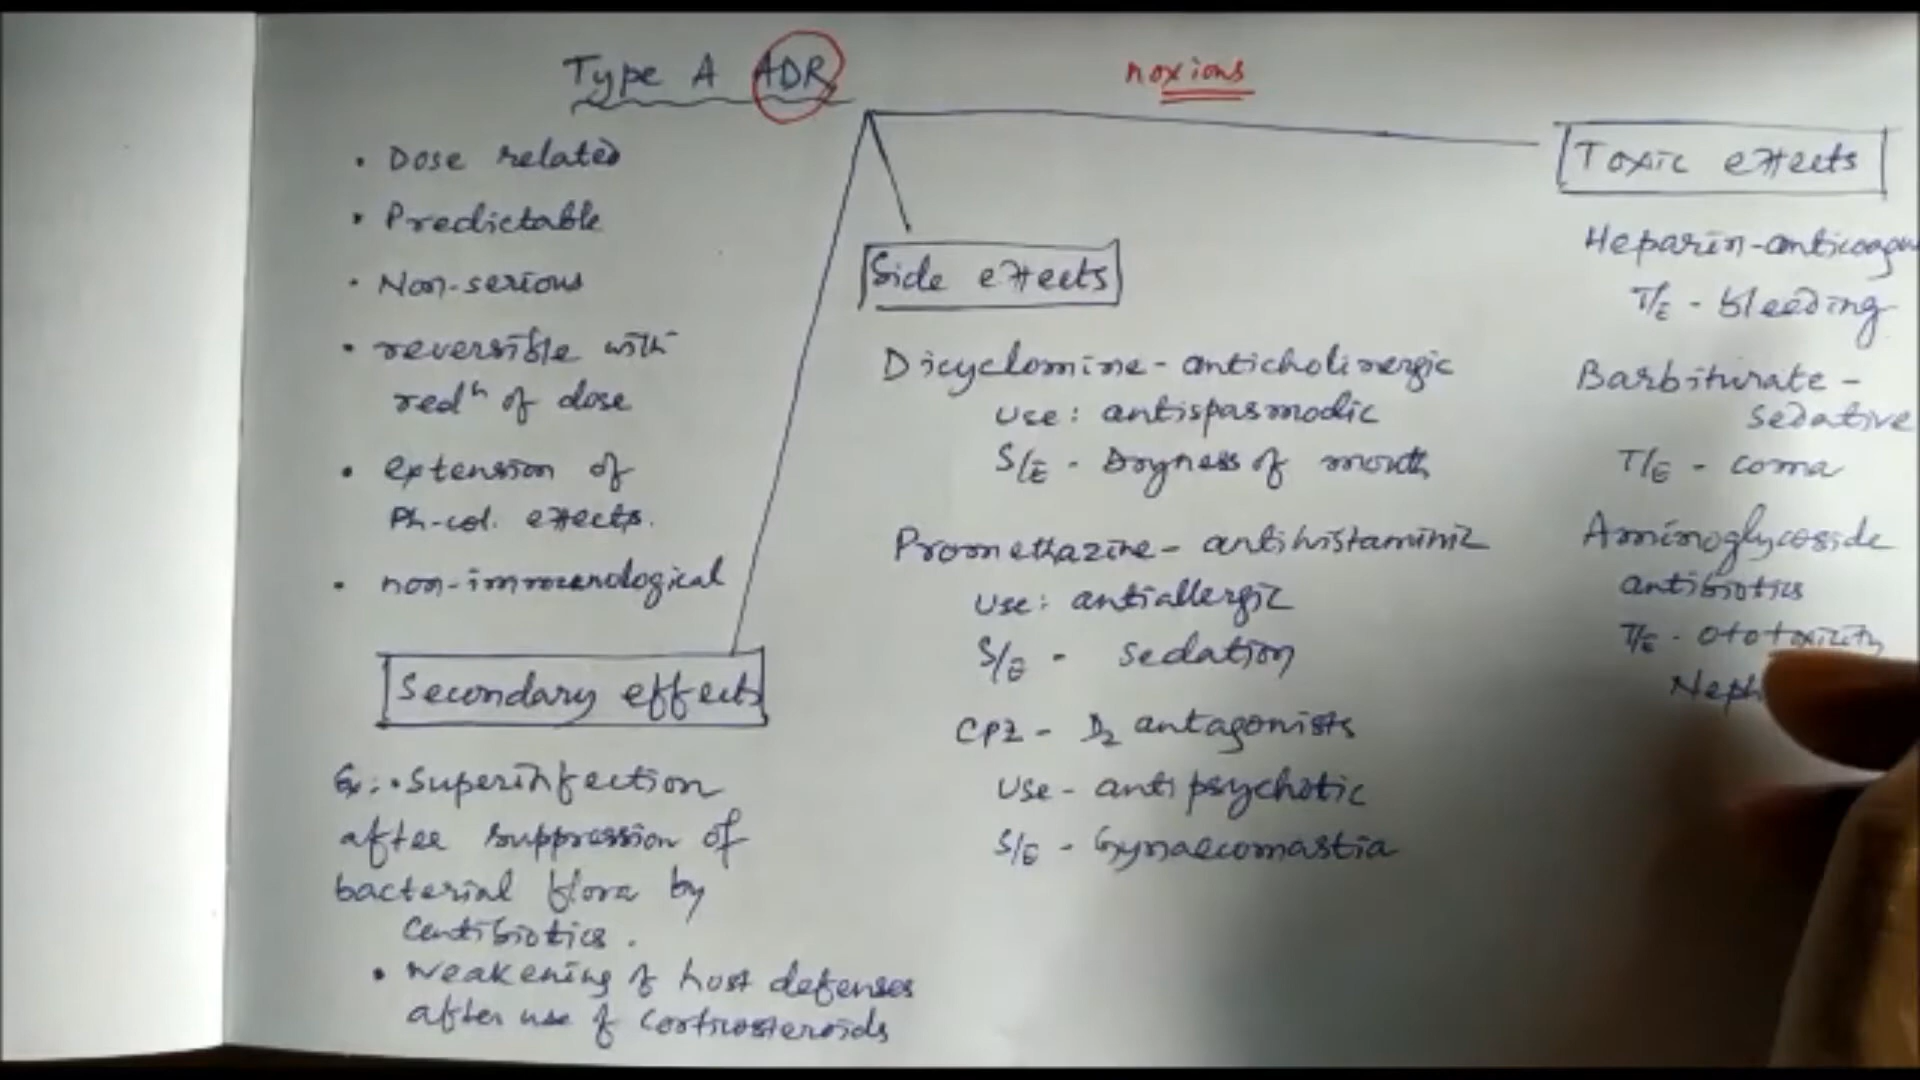 Type A ADR
noxious
• Dose related
• Predictable
• Non-serious
• reversible with
redn of dose
• extension of
Ph-col. effects.
• non-immunological
Secondary effects
Ex: • Superinfection
after suppression of
bacterial flora by
antibiotics.
• weakening of host defenses
after use of corticosteroids
Side effects
Dicyclomine - anticholinergic
Use: antispasmodic
S/E - Dryness of mouth
Promethazine - antihistaminic
Use: antiallergic
S/E - Sedation
CPZ - D2 antagonists
Use - antipsychotic
S/E - Gynaecomastia
Toxic effects
Heparin - anticoagu
T/E - bleeding
Barbiturate -
Sedative
T/E - coma
Aminoglycoside
antibiotics
T/E - ototoxicity
Neph